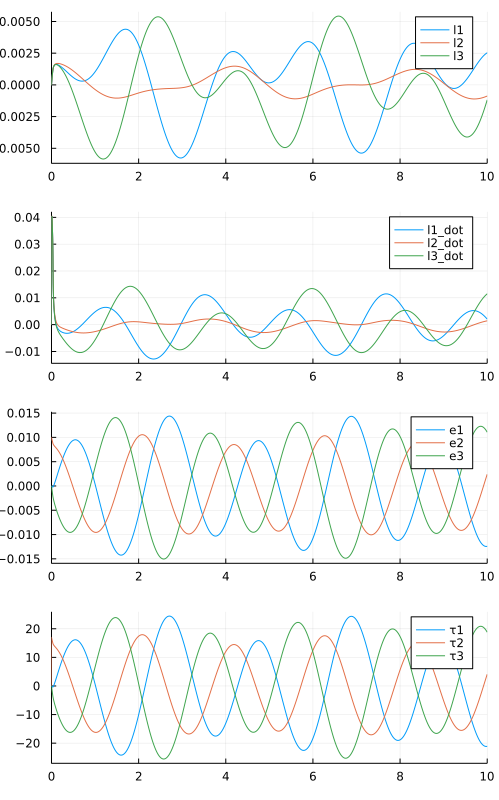 0.0050
0.0025
0.0000
0.0025
0.0050
l1
l2
l3
0 2 4 6 8 10
0.04
0.03
0.02
0.01
0.00
−0.01
l1_dot
l2_dot
l3_dot
0 2 4 6 8 10
0.015
0.010
0.005
0.000
−0.005
−0.010
−0.015
e1
e2
e3
0 2 4 6 8 10
20
10
0
−10
−20
τ1
τ2
τ3
0 2 4 6 8 10